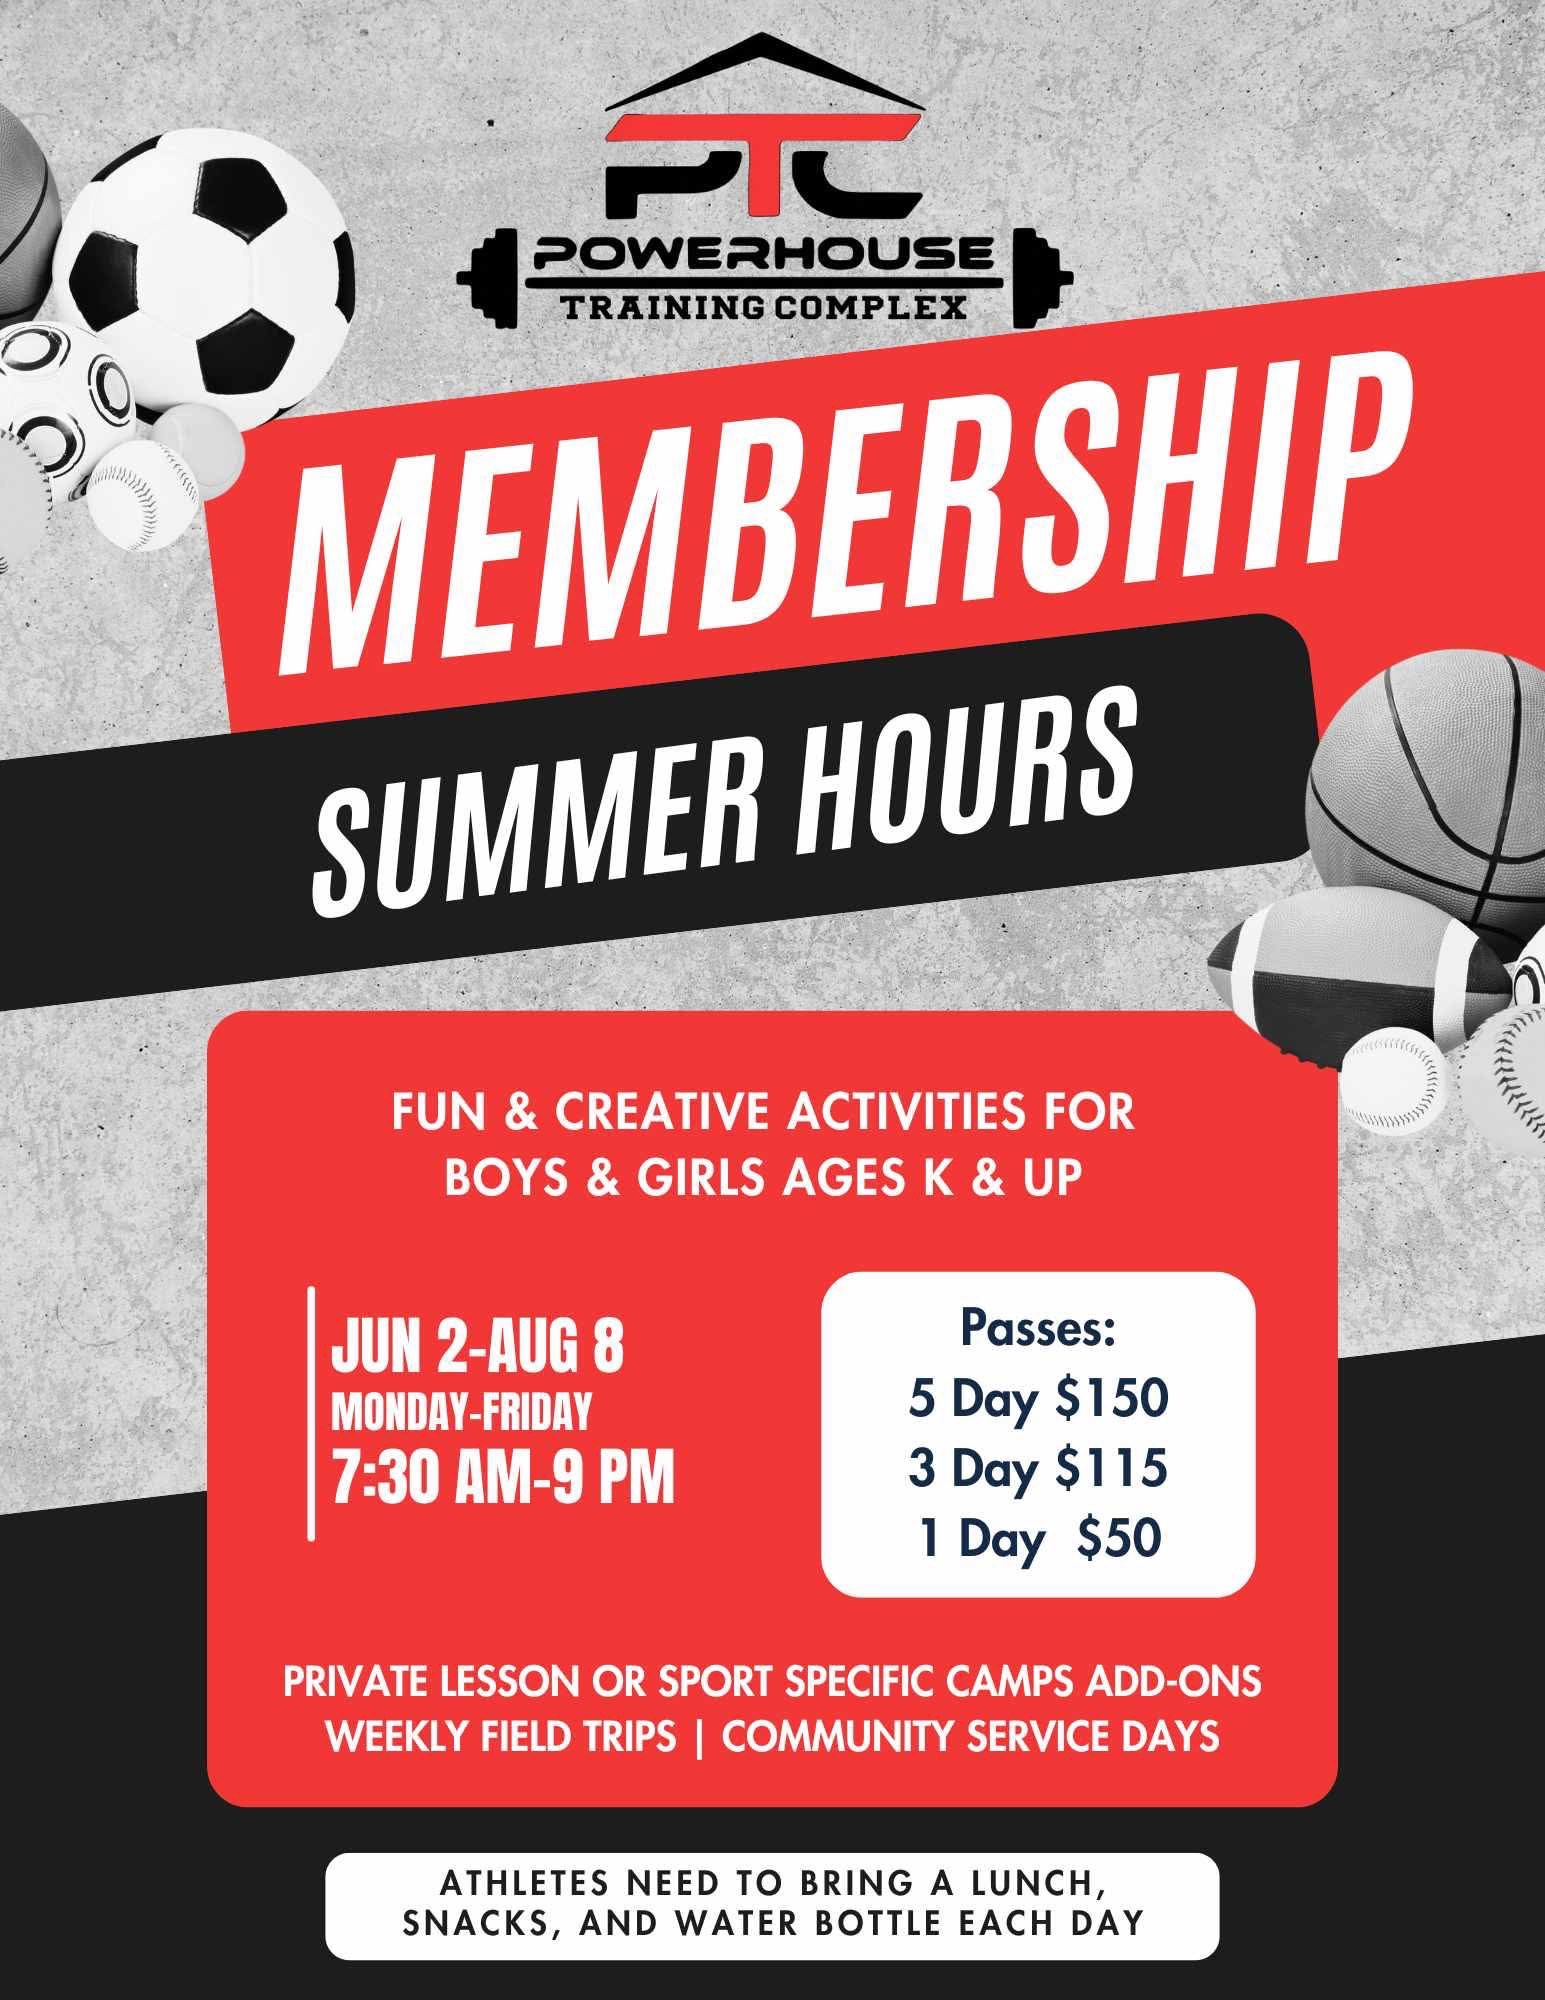 PTC
POWERHOUSE
TRAINING COMPLEX
MEMBERSHIP
SUMMER HOURS
FUN & CREATIVE ACTIVITIES FOR
BOYS & GIRLS AGES K & UP
JUN 2-AUG 8
MONDAY-FRIDAY
7:30 AM-9 PM
Passes:
5 Day $150
3 Day $115
1 Day $50
PRIVATE LESSON OR SPORT SPECIFIC CAMPS ADD-ONS
WEEKLY FIELD TRIPS | COMMUNITY SERVICE DAYS
ATHLETES NEED TO BRING A LUNCH,
SNACKS, AND WATER BOTTLE EACH DAY